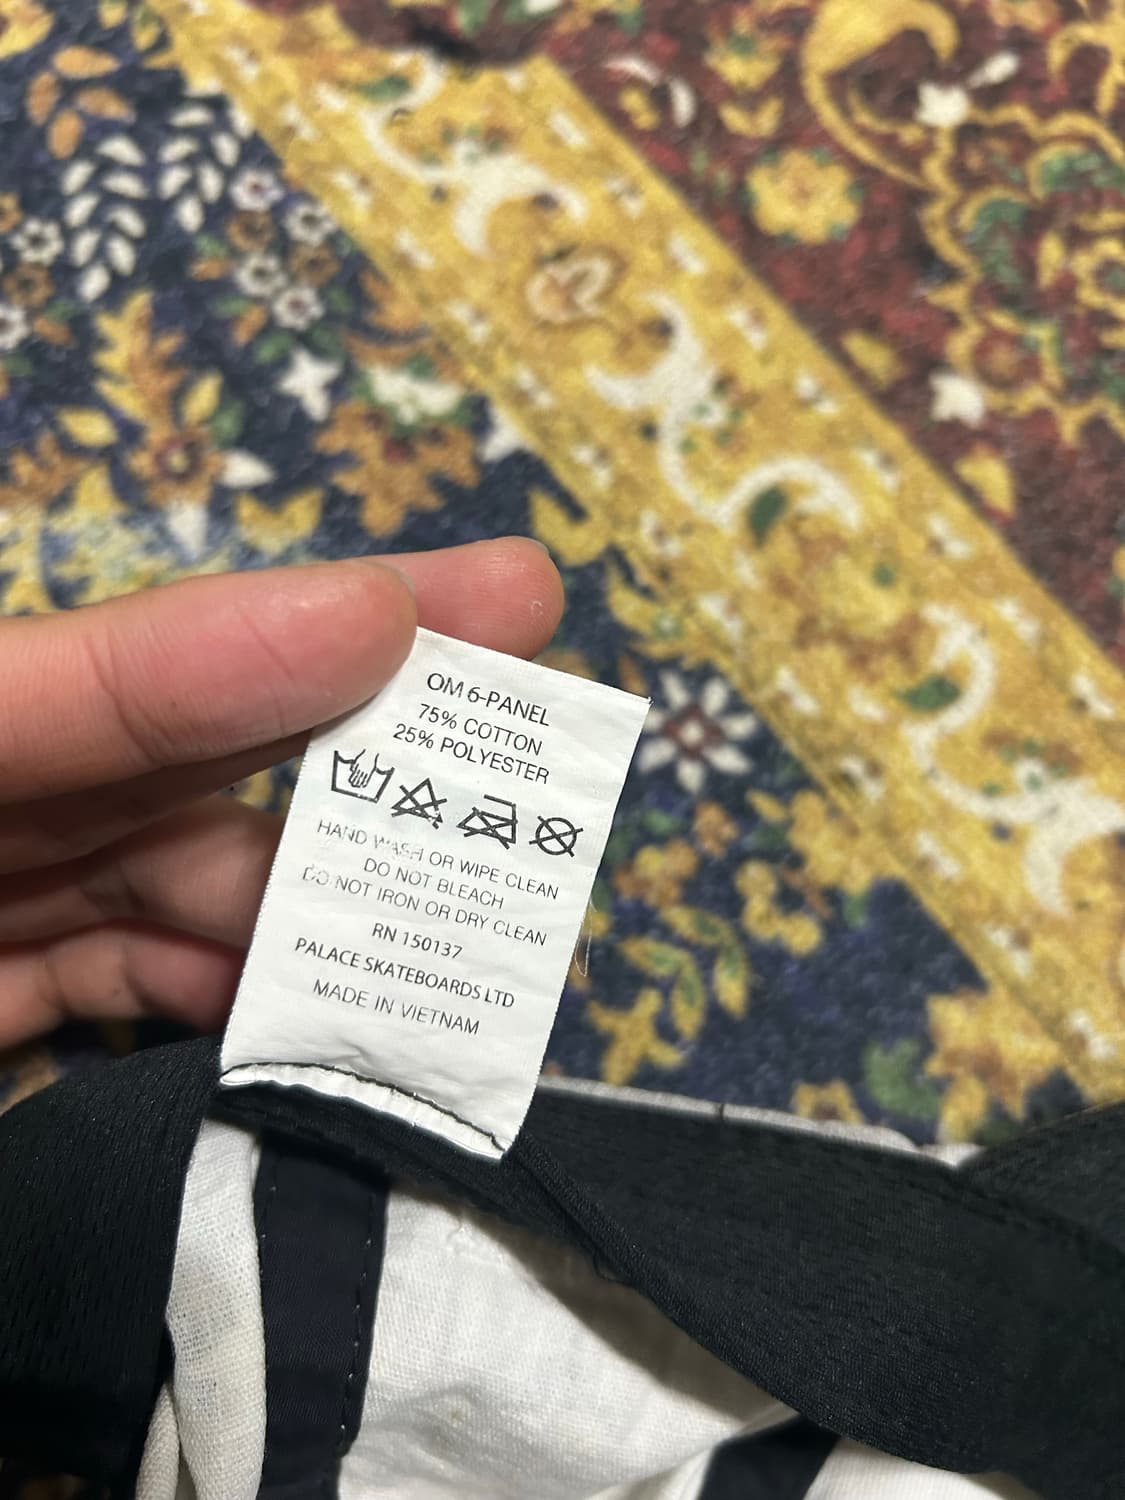 OM 6-PANEL
75% COTTON
25% POLYESTER
HAND WASH OR WIPE CLEAN
DO NOT BLEACH
DO NOT IRON OR DRY CLEAN
RN 150137
PALACE SKATEBOARDS LTD
MADE IN VIETNAM